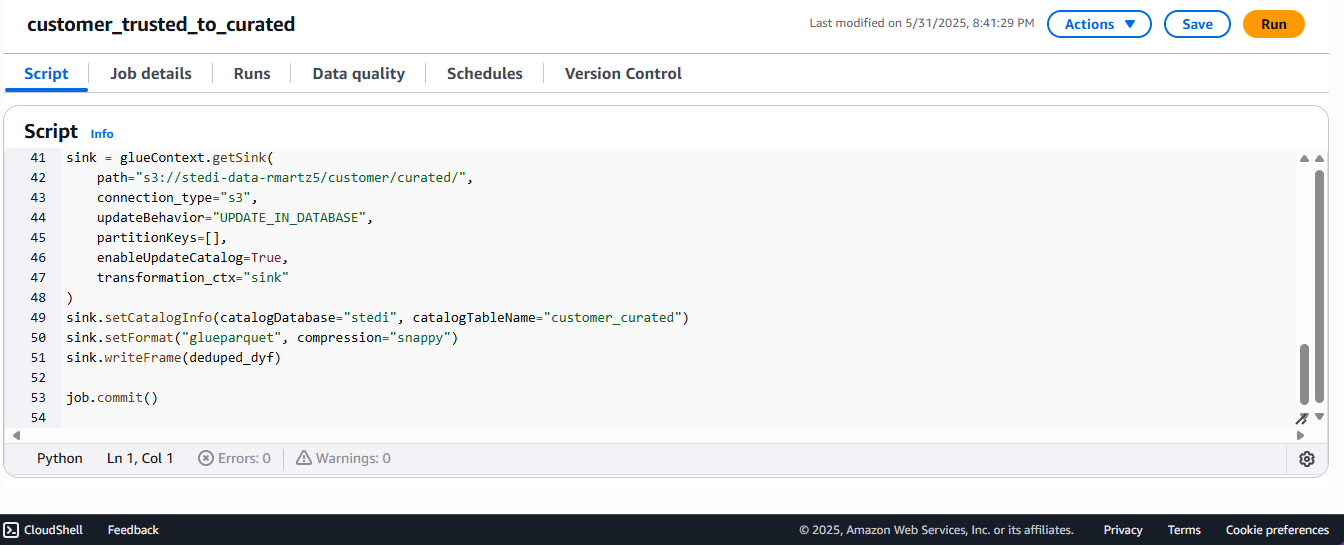 customer_trusted_to_curated
Last modified on 5/31/2025, 8:41:29 PM
Actions
Save
Run
Script
Job details
Runs
Data quality
Schedules
Version Control
Script Info
41 sink = glueContext.getSink(
42     path="s3://stedi-data-rmartz5/customer/curated/",
43     connection_type="s3",
44     updateBehavior="UPDATE_IN_DATABASE",
45     partitionKeys=[],
46     enableUpdateCatalog=True,
47     transformation_ctx="sink"
48 )
49 sink.setCatalogInfo(catalogDatabase="stedi", catalogTableName="customer_curated")
50 sink.setFormat("glueparquet", compression="snappy")
51 sink.writeFrame(deduped_dyf)
52
53 job.commit()
54
Python Ln 1, Col 1 Errors: 0 Warnings: 0
CloudShell Feedback © 2025, Amazon Web Services, Inc. or its affiliates. Privacy Terms Cookie preferences